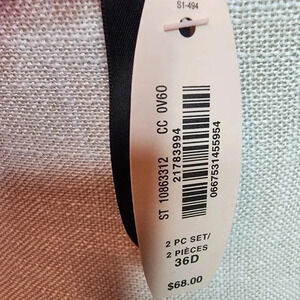 S1-494
ST 10863312 CC 0V60
21783994
0667531455954
2 PC SET/
2 PIÈCES
36D
$68.00